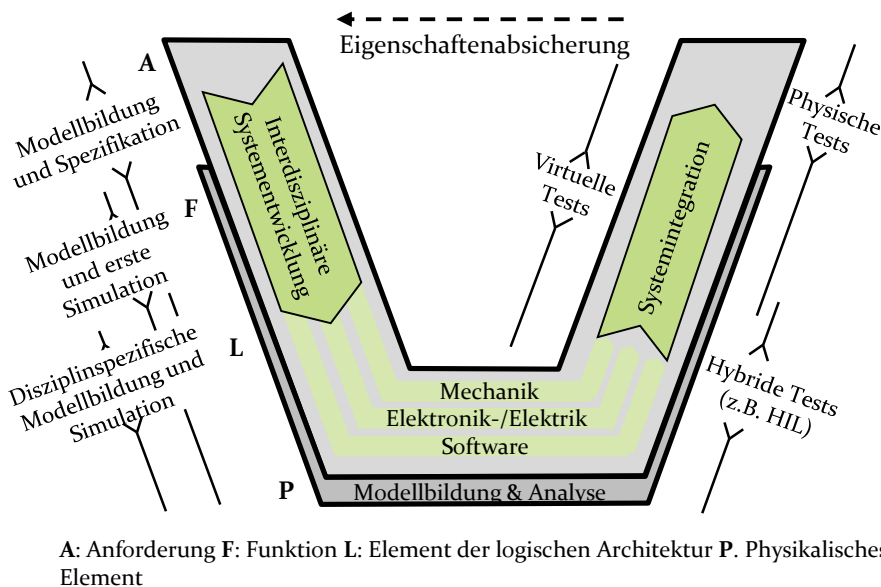 Eigenschaftenabsicherung
A
Modellbildung
und Spezifikation
F
Modellbildung
und erste
Simulation
L
Disziplinspezifische
Modellbildung und
Simulation
P
Interdisziplinäre
Systementwicklung
Mechanik
Elektronik-/Elektrik
Software
Modellbildung & Analyse
Virtuelle
Tests
Systemintegration
Physische
Tests
Hybride Tests
(z.B. HIL)
A: Anforderung F: Funktion L: Element der logischen Architektur P. Physikalisches
Element